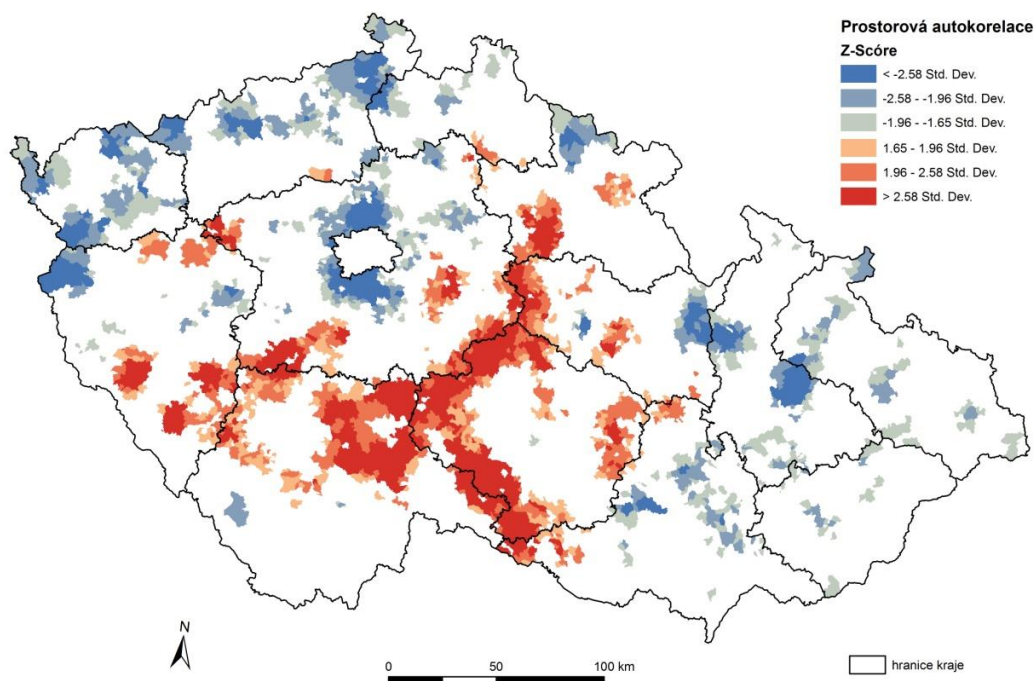 Prostorová autokorelace
Z-Scóre
< -2.58 Std. Dev.
-2.58 - -1.96 Std. Dev.
-1.96 - -1.65 Std. Dev.
1.65 - 1.96 Std. Dev.
1.96 - 2.58 Std. Dev.
> 2.58 Std. Dev.
N
0 50 100 km
hranice kraje